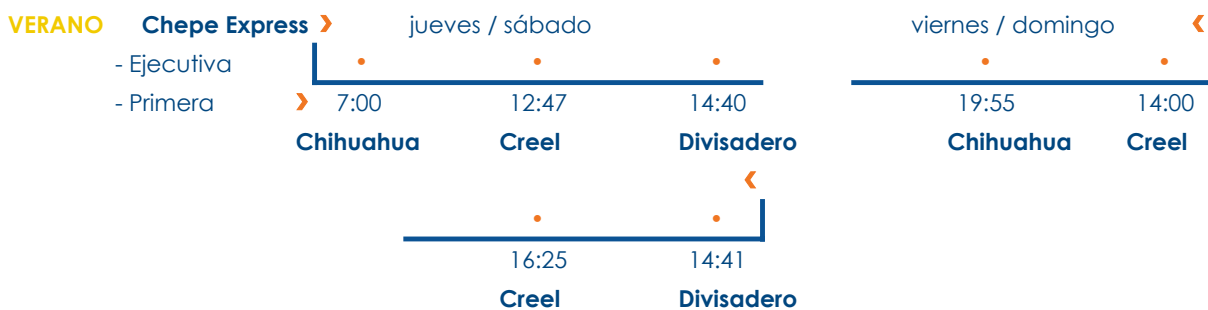 VERANO Chepe Express jueves / sábado viernes / domingo
- Ejecutiva
- Primera 7:00 12:47 14:40 19:55 14:00
Chihuahua Creel Divisadero Chihuahua Creel
16:25 14:41
Creel Divisadero